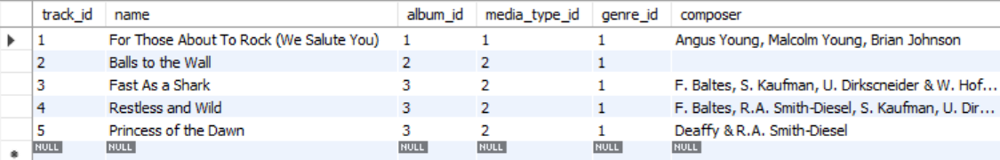 track_id name album_id media_type_id genre_id composer
1 For Those About To Rock (We Salute You) 1 1 1 Angus Young, Malcolm Young, Brian Johnson
2 Balls to the Wall 2 2 1
3 Fast As a Shark 3 2 1 F. Baltes, S. Kaufman, U. Dirkscneider & W. Hof...
4 Restless and Wild 3 2 1 F. Baltes, R.A. Smith-Diesel, S. Kaufman, U. Dir...
5 Princess of the Dawn 3 2 1 Deaffy & R.A. Smith-Diesel
NULL NULL NULL NULL NULL NULL